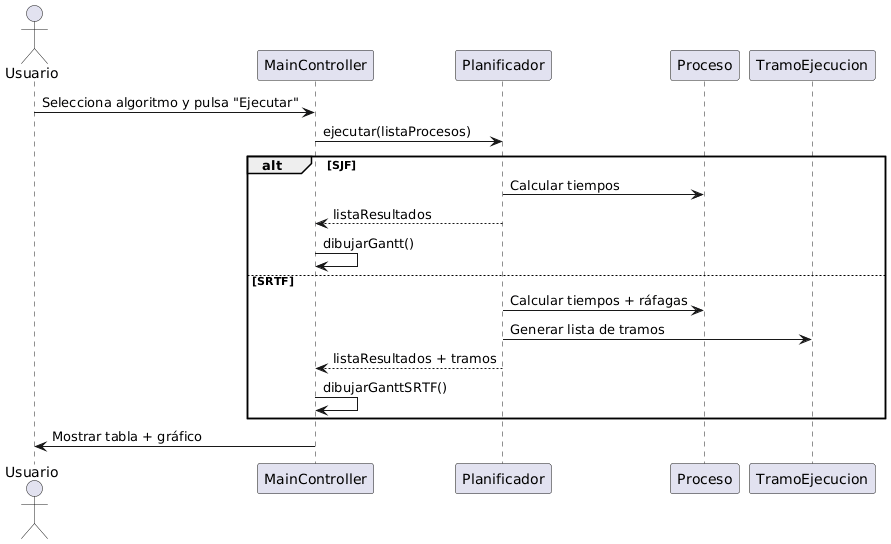 Usuario
MainController
Planificador
Proceso
TramoEjecucion
Selecciona algoritmo y pulsa "Ejecutar"
ejecutar(listaProcesos)
alt
[SJF]
Calcular tiempos
listaResultados
dibujarGantt()
[SRTF]
Calcular tiempos + ráfagas
Generar lista de tramos
listaResultados + tramos
dibujarGanttSRTF()
Mostrar tabla + gráfico
Usuario
MainController
Planificador
Proceso
TramoEjecucion